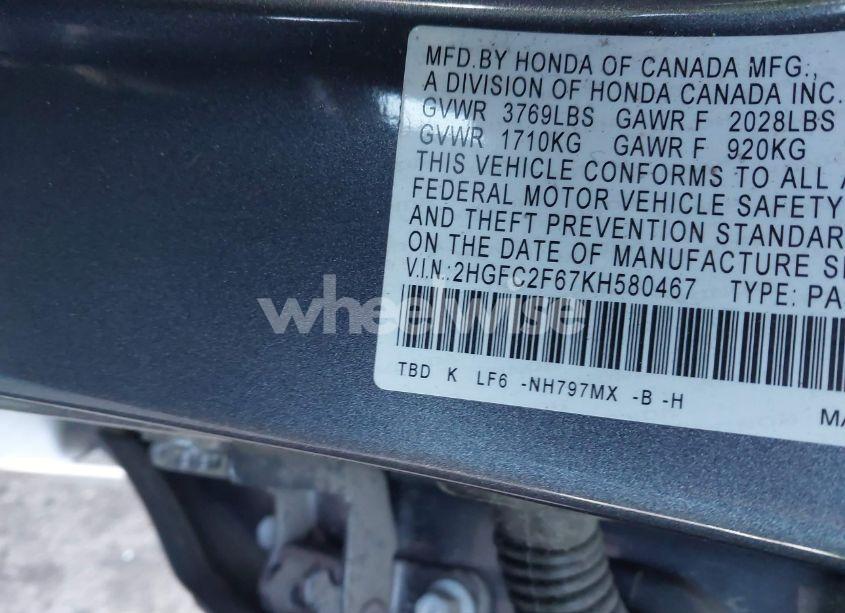 MFD.BY HONDA OF CANADA MFG.,
A DIVISION OF HONDA CANADA INC.
GVWR 3769LBS GAWR F 2028LBS
GVWR 1710KG GAWR F 920KG
THIS VEHICLE CONFORMS TO ALL
FEDERAL MOTOR VEHICLE SAFETY
AND THEFT PREVENTION STANDAR
ON THE DATE OF MANUFACTURE S
V.I.N.:2HGFC2F67KH580467 TYPE:PA
wheelwise
TBD K LF6 -NH797MX -B -H
MA